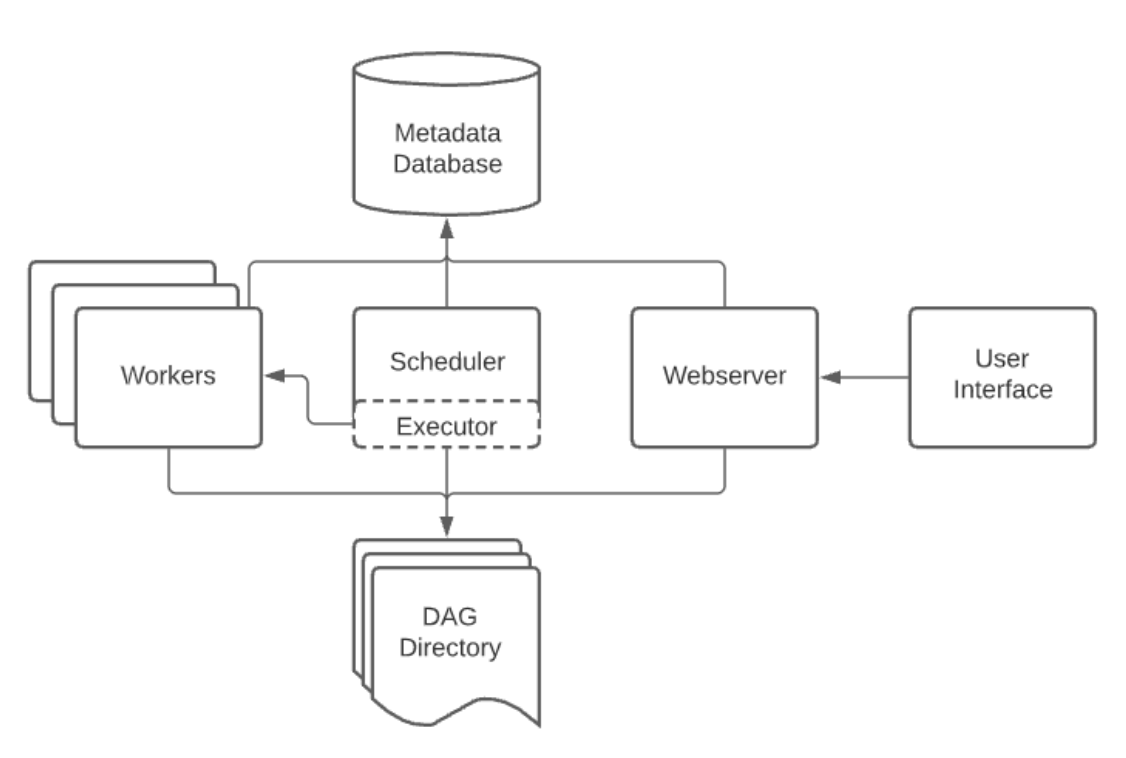 Metadata
Database
Workers
Scheduler
Executor
Webserver
User
Interface
DAG
Directory